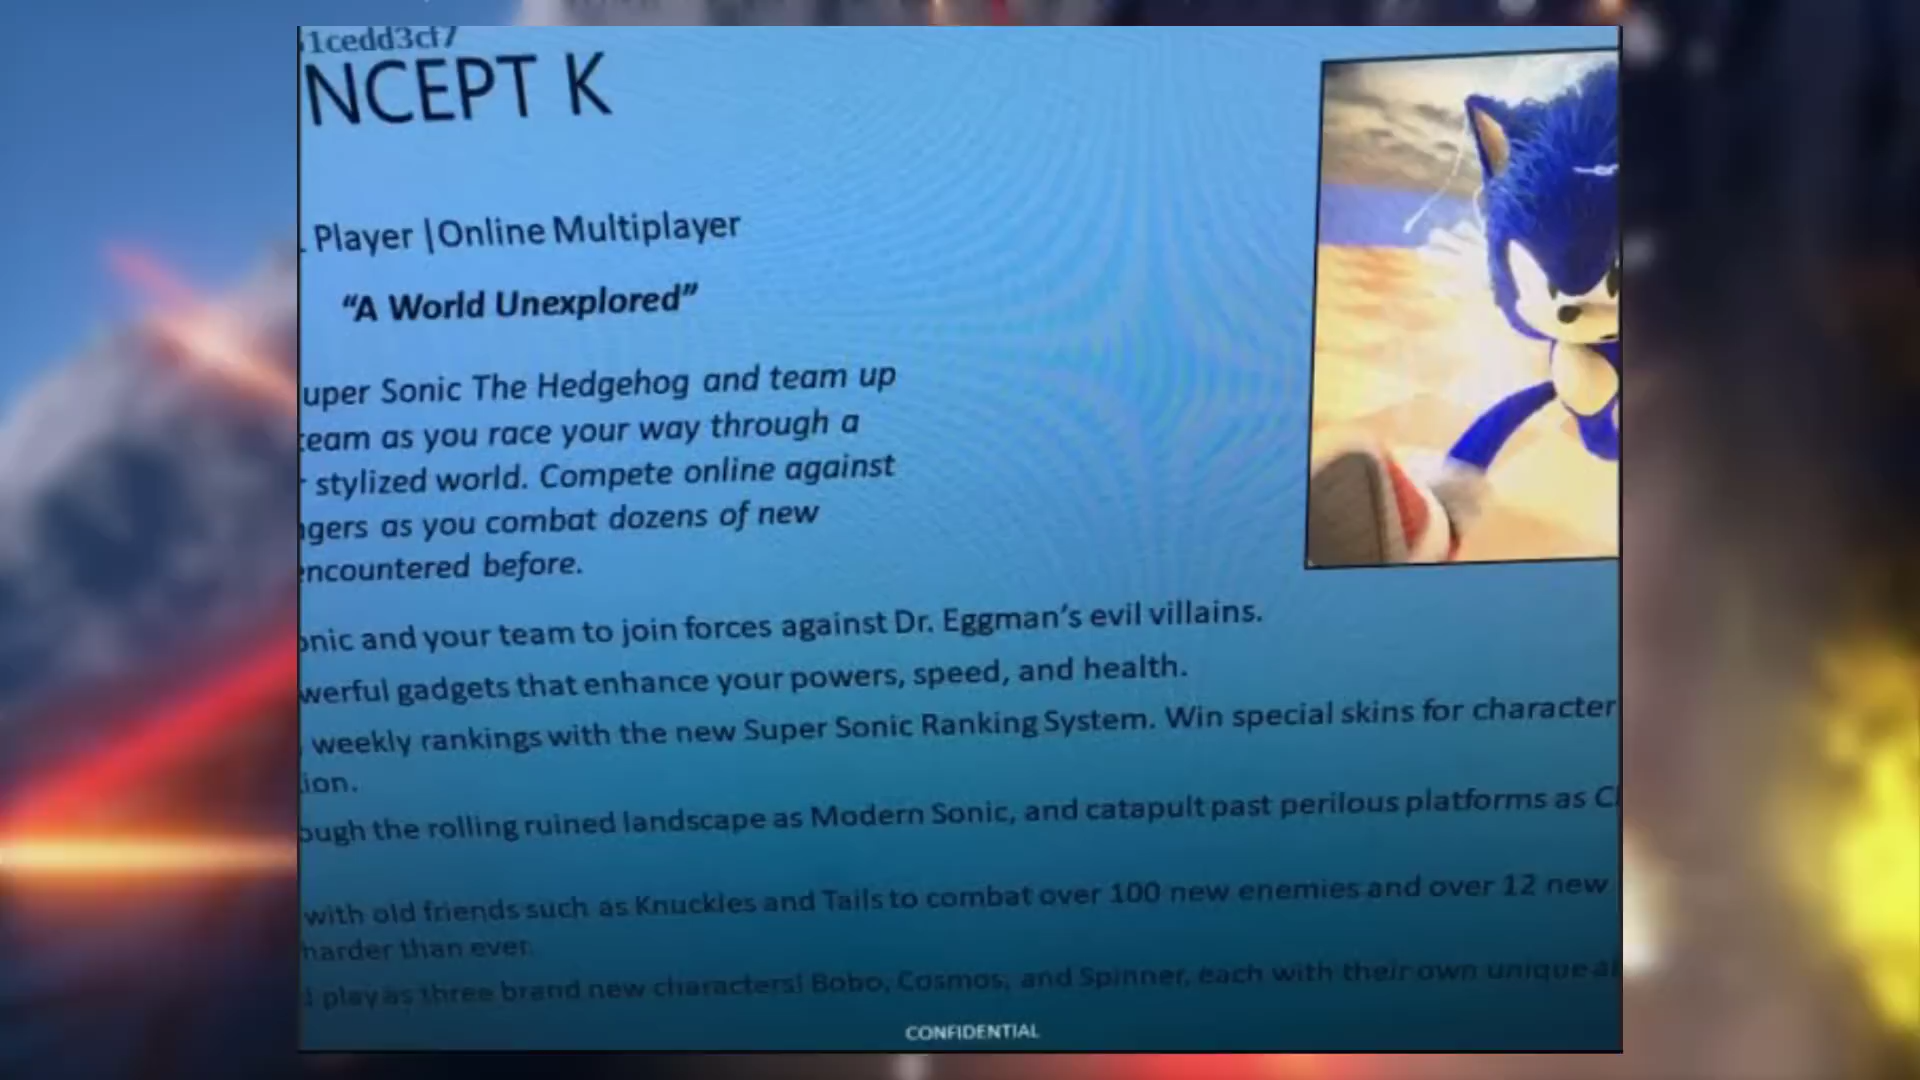 1cedd3cf7
NCEPT K
Player |Online Multiplayer
“A World Unexplored”
uper Sonic The Hedgehog and team up
team as you race your way through a
stylized world. Compete online against
gers as you combat dozens of new
encountered before.
onic and your team to join forces against Dr. Eggman’s evil villains.
werful gadgets that enhance your powers, speed, and health.
weekly rankings with the new Super Sonic Ranking System. Win special skins for character
ion.
ough the rolling ruined landscape as Modern Sonic, and catapult past perilous platforms as Cl
with old friends such as Knuckles and Tails to combat over 100 new enemies and over 12 new
harder than ever.
play as three brand new characters! Bobo, Cosmos, and Spinner, each with their own unique a
CONFIDENTIAL